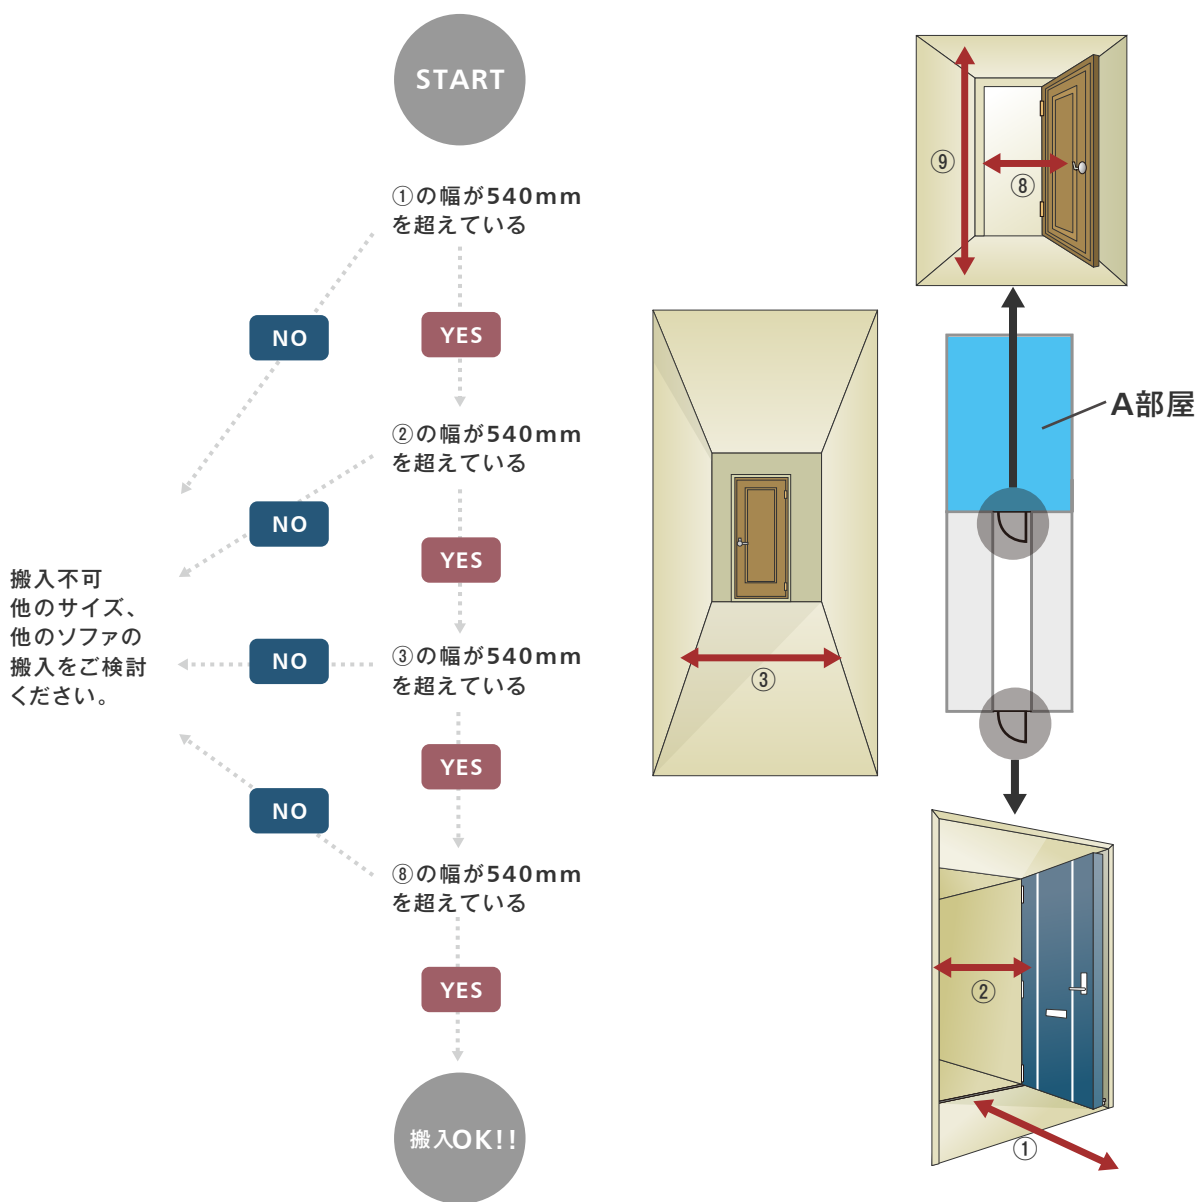 START
①の幅が540mm
を超えている
NO
YES
②の幅が540mm
を超えている
NO
YES
③の幅が540mm
を超えている
NO
YES
⑧の幅が540mm
を超えている
NO
YES
搬入OK!!
搬入不可
他のサイズ、
他のソファの
搬入をご検討
ください。
③
⑨
⑧
A部屋
②
①